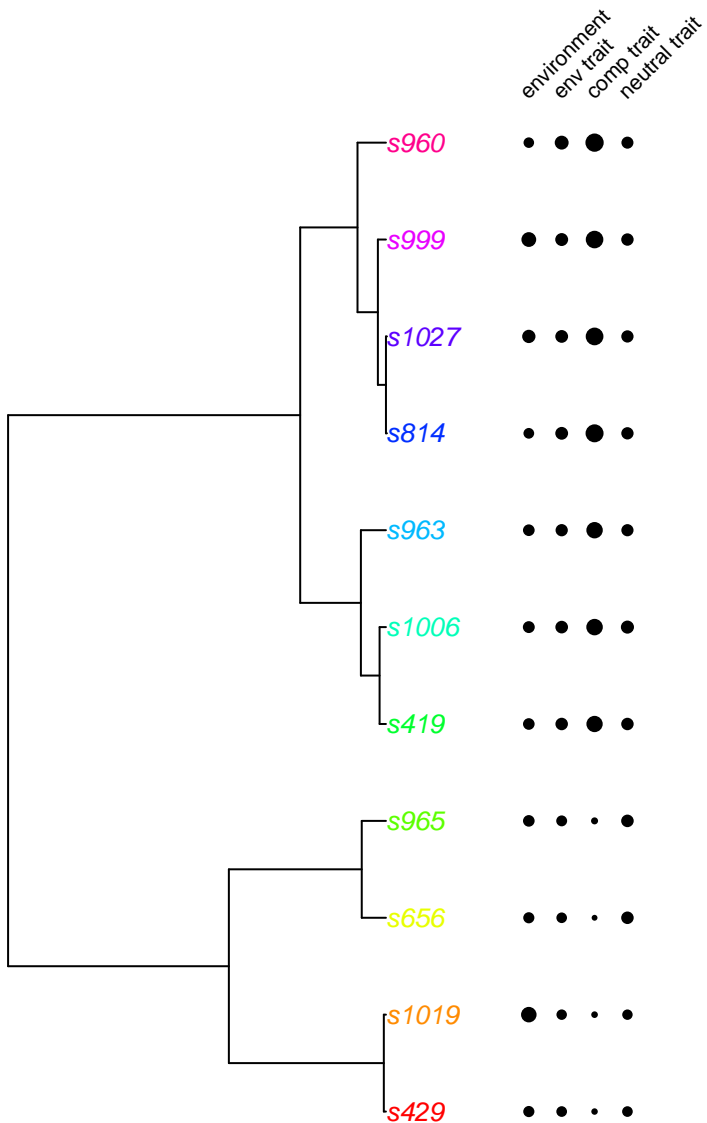 environment
env trait
comp trait
neutral trait
s960
s999
s1027
s814
s963
s1006
s419
s965
s656
s1019
s429